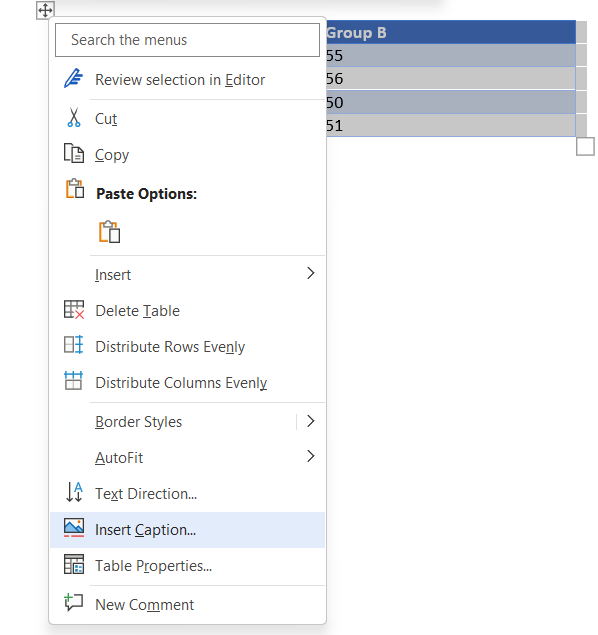 Search the menus
Group B
55
56
50
51
Review selection in Editor
Cut
Copy
Paste Options:
Insert
Delete Table
Distribute Rows Evenly
Distribute Columns Evenly
Border Styles
AutoFit
Text Direction...
A
Insert Caption...
Table Properties...
New Comment